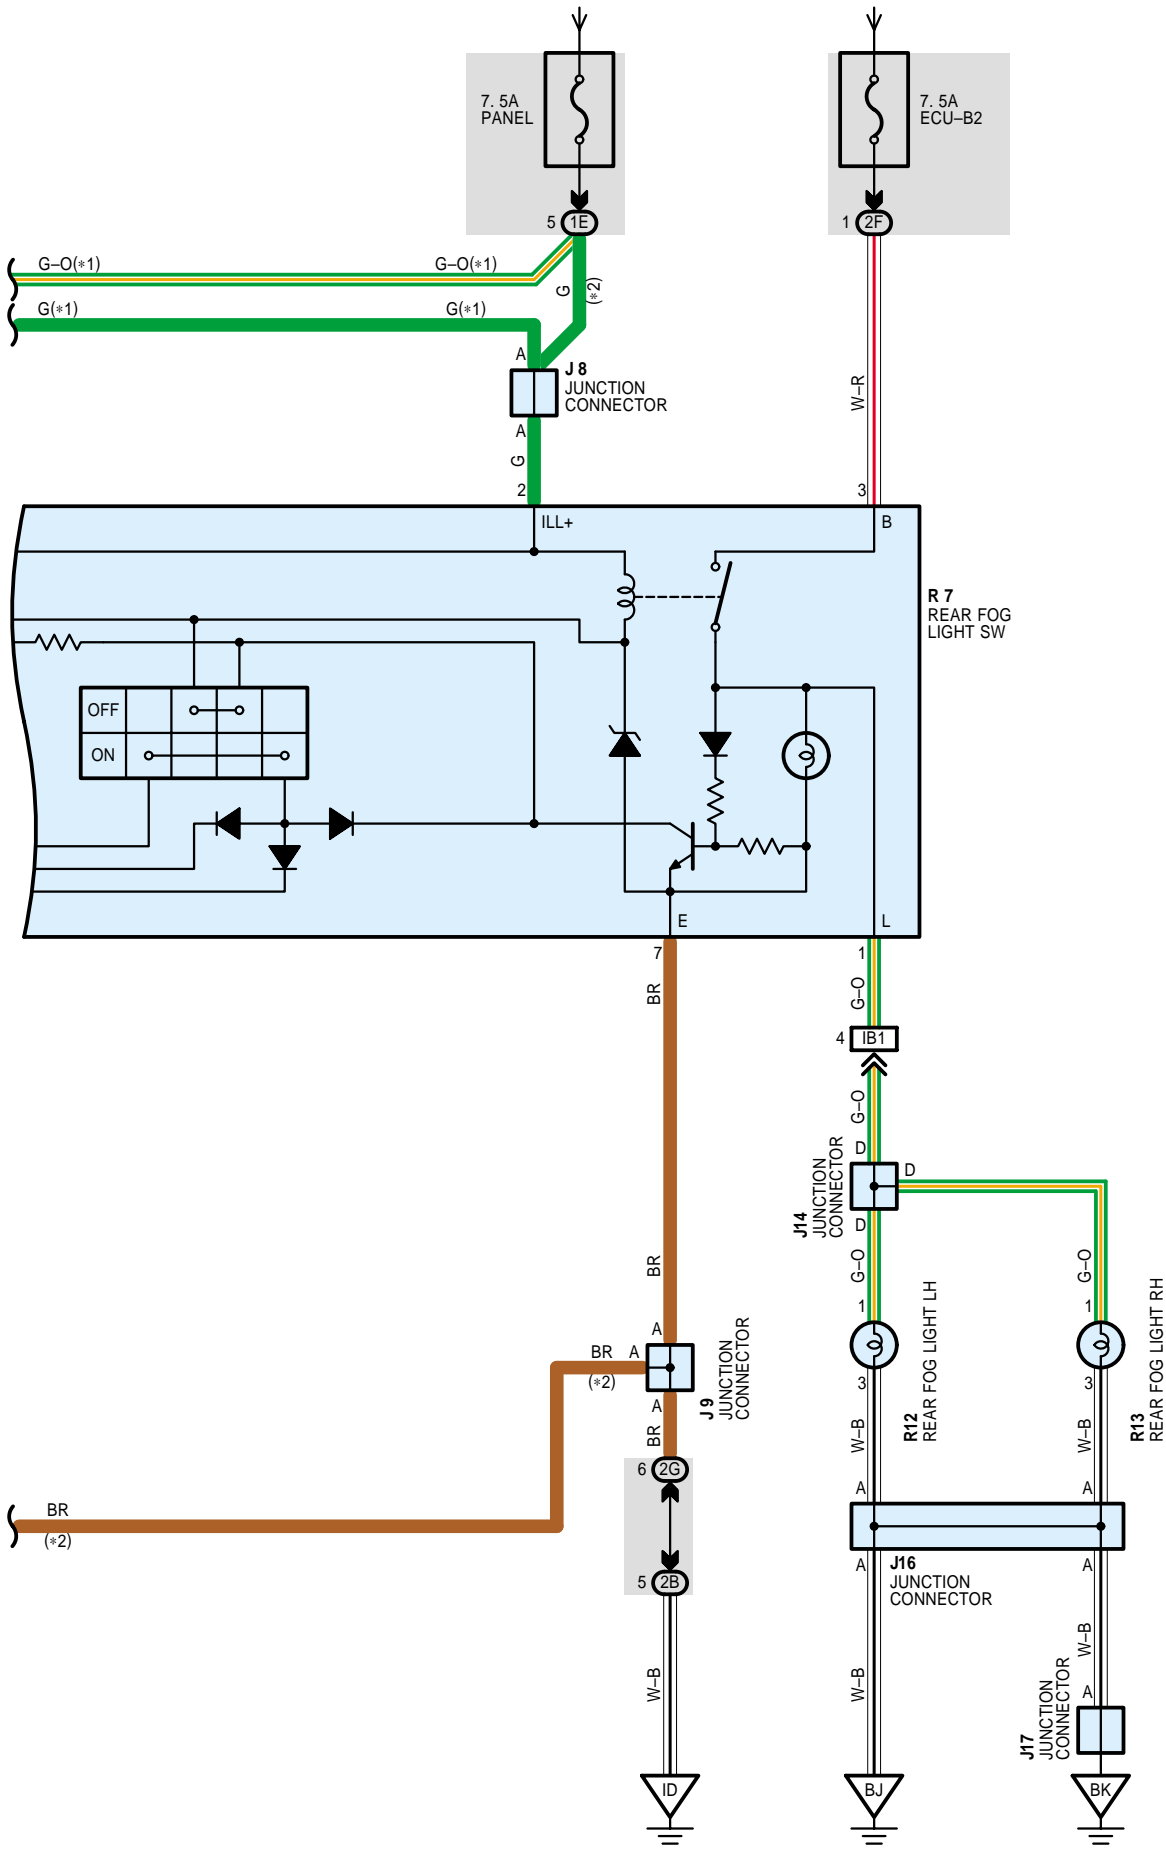 7. 5A
PANEL
7. 5A
ECU–B2
5
1E
1
2F
G–O(∗1)
G–O(∗1)
G
(∗2)
G(∗1)
G(∗1)
A
J 8
JUNCTION
CONNECTOR
W–R
A
G
2
3
ILL+
B
R 7
REAR FOG
LIGHT SW
OFF
ON
E
L
7
1
BR
G–O
4
IB1
G–O
D
D
J14
JUNCTION
CONNECTOR
D
BR
G–O
G–O
1
1
A
BR
A
(∗2)
J 9
JUNCTION
CONNECTOR
3
3
R12
REAR FOG LIGHT LH
R13
REAR FOG LIGHT RH
A
BR
W–B
W–B
6
2G
A
A
BR
(∗2)
5
2B
A
J16
JUNCTION
CONNECTOR
A
W–B
W–B
W–B
A
J17
JUNCTION
CONNECTOR
ID
BJ
BK